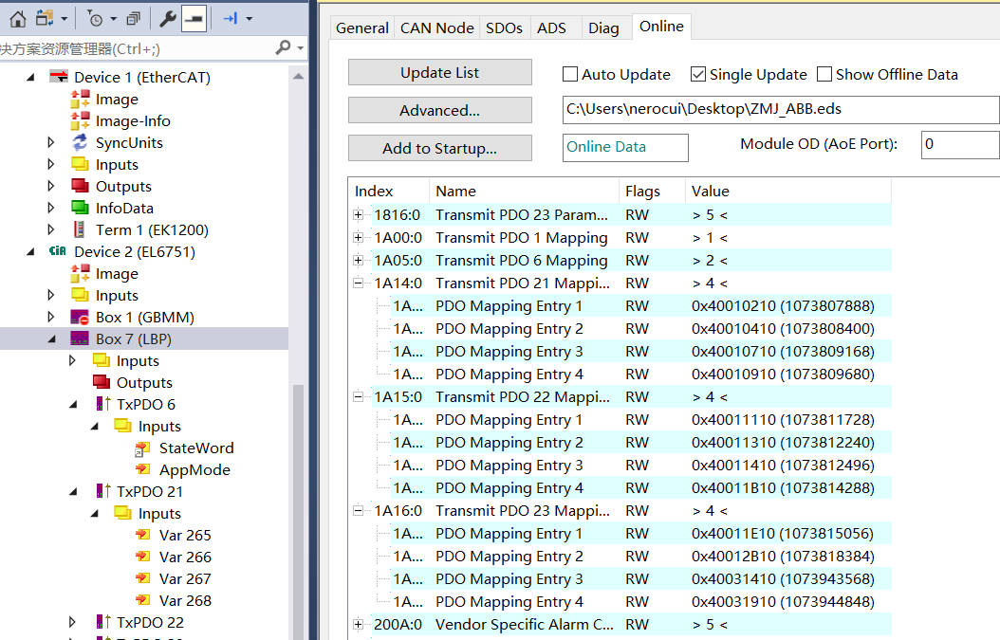 决方案资源管理器(Ctrl+;)
Device 1 (EtherCAT)
Image
Image-Info
SyncUnits
Inputs
Outputs
InfoData
Term 1 (EK1200)
CiA Device 2 (EL6751)
Image
Inputs
Box 1 (GBMM)
Box 7 (LBP)
Inputs
Outputs
TxPDO 6
Inputs
StateWord
AppMode
TxPDO 21
Inputs
Var 265
Var 266
Var 267
Var 268
TxPDO 22
General CAN Node SDOs ADS Diag Online
Update List Auto Update Single Update Show Offline Data
Advanced... C:\Users\nerocui\Desktop\ZMJ_ABB.eds
Add to Startup... Online Data Module OD (AoE Port): 0
Index Name Flags Value
1816:0 Transmit PDO 23 Param... RW > 5 <
1A00:0 Transmit PDO 1 Mapping RW > 1 <
1A05:0 Transmit PDO 6 Mapping RW > 2 <
1A14:0 Transmit PDO 21 Mappi... RW > 4 <
1A... PDO Mapping Entry 1 RW 0x40010210 (1073807888)
1A... PDO Mapping Entry 2 RW 0x40010410 (1073808400)
1A... PDO Mapping Entry 3 RW 0x40010710 (1073809168)
1A... PDO Mapping Entry 4 RW 0x40010910 (1073809680)
1A15:0 Transmit PDO 22 Mappi... RW > 4 <
1A... PDO Mapping Entry 1 RW 0x40011110 (1073811728)
1A... PDO Mapping Entry 2 RW 0x40011310 (1073812240)
1A... PDO Mapping Entry 3 RW 0x40011410 (1073812496)
1A... PDO Mapping Entry 4 RW 0x40011B10 (1073814288)
1A16:0 Transmit PDO 23 Mappi... RW > 4 <
1A... PDO Mapping Entry 1 RW 0x40011E10 (1073815056)
1A... PDO Mapping Entry 2 RW 0x40012B10 (1073818384)
1A... PDO Mapping Entry 3 RW 0x40031410 (1073943568)
1A... PDO Mapping Entry 4 RW 0x40031910 (1073944848)
200A:0 Vendor Specific Alarm C... RW > 5 <